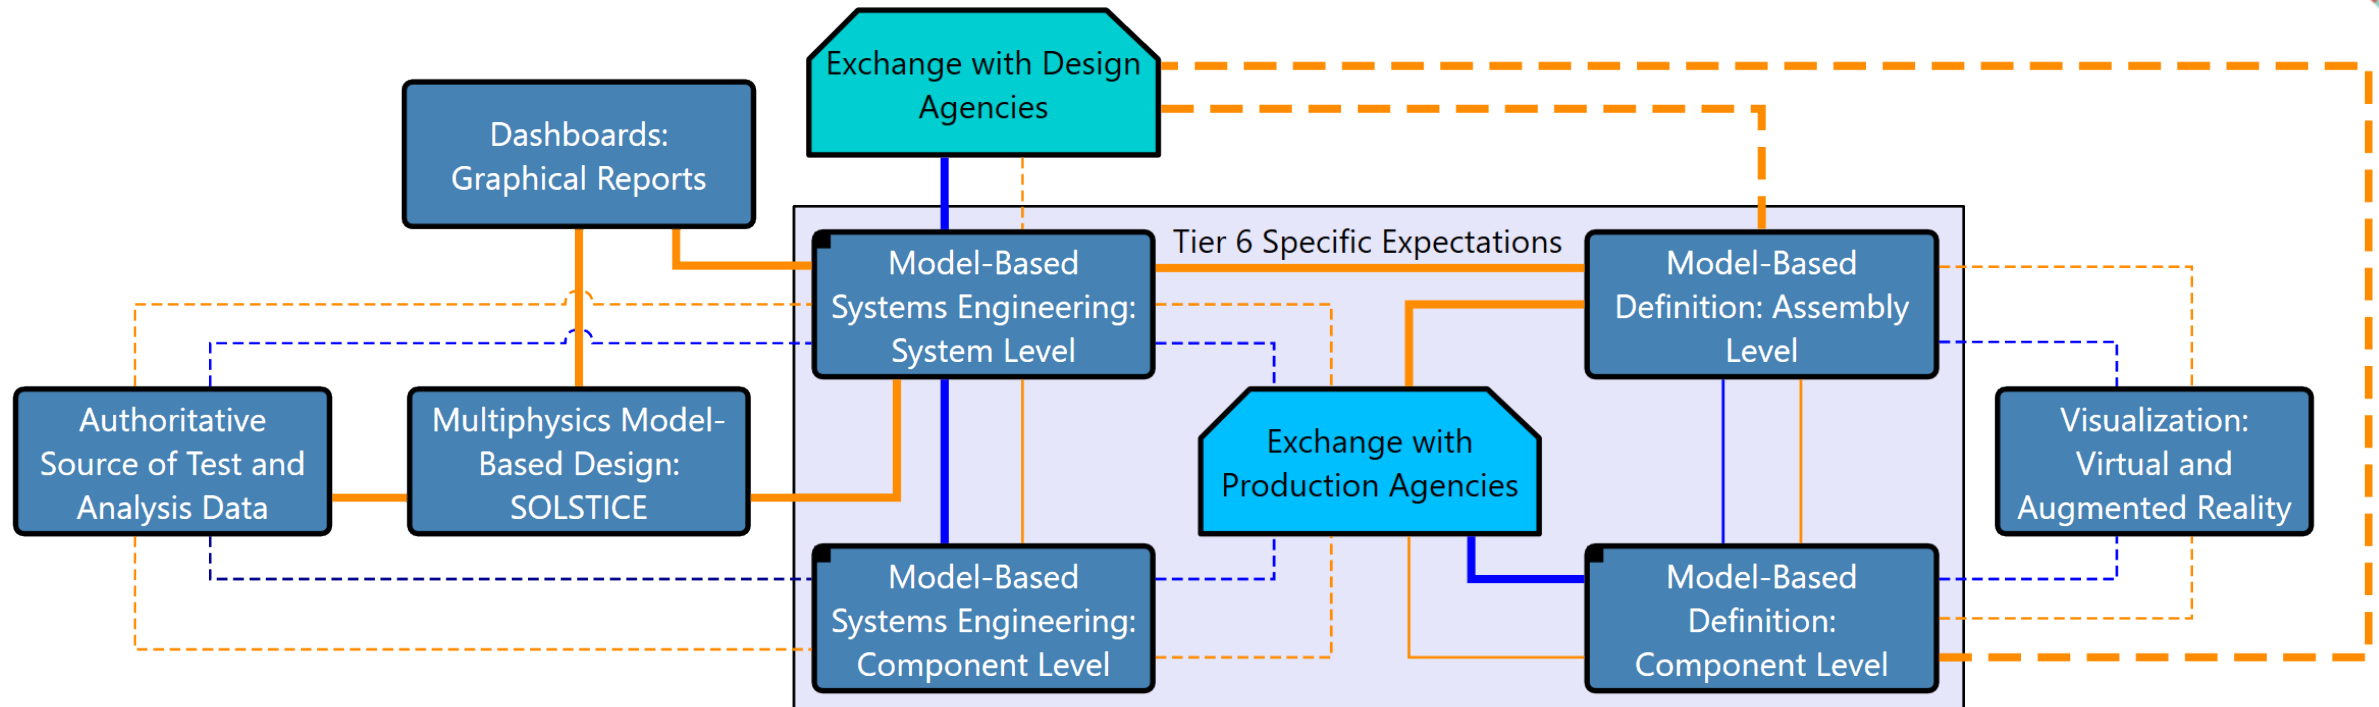 Exchange with Design
Agencies
Dashboards:
Graphical Reports
Tier 6 Specific Expectations
Model-Based
Systems Engineering:
System Level
Model-Based
Definition: Assembly
Level
Authoritative
Source of Test and
Analysis Data
Multiphysics Model-
Based Design:
SOLSTICE
Exchange with
Production Agencies
Visualization:
Virtual and
Augmented Reality
Model-Based
Systems Engineering:
Component Level
Model-Based
Definition:
Component Level